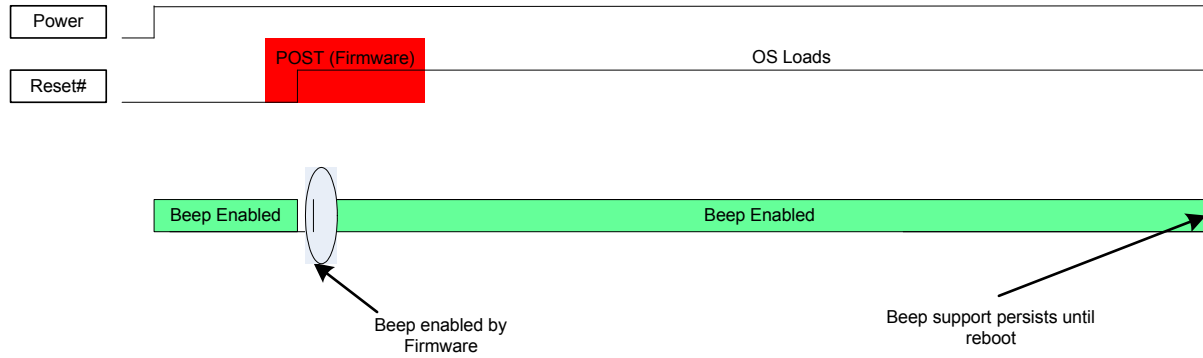 Power
POST (Firmware)
OS Loads
Reset#
Beep Enabled
Beep Enabled
Beep enabled by
Firmware
Beep support persists until
reboot